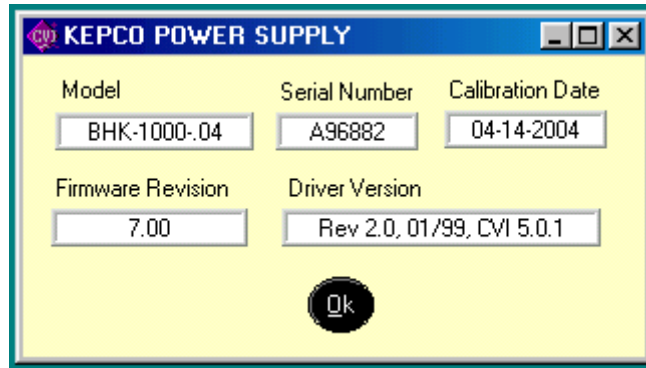 CVI KEPCO POWER SUPPLY
Model Serial Number Calibration Date
BHK-1000-.04 A96882 04-14-2004
Firmware Revision Driver Version
7.00 Rev 2.0, 01/99, CVI 5.0.1
Ok